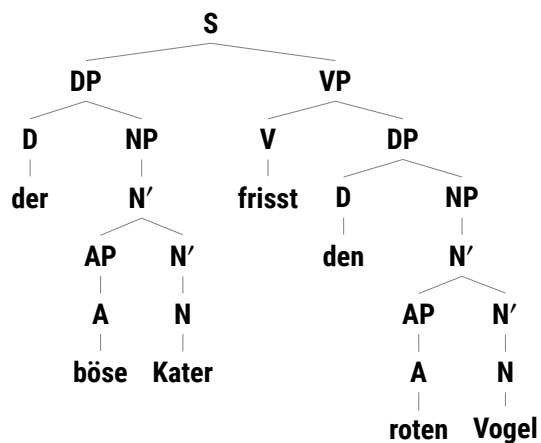 S
DP VP
D NP V DP
der N′ frisst D NP
AP N′ den N′
A N AP N′
böse Kater A N
roten Vogel